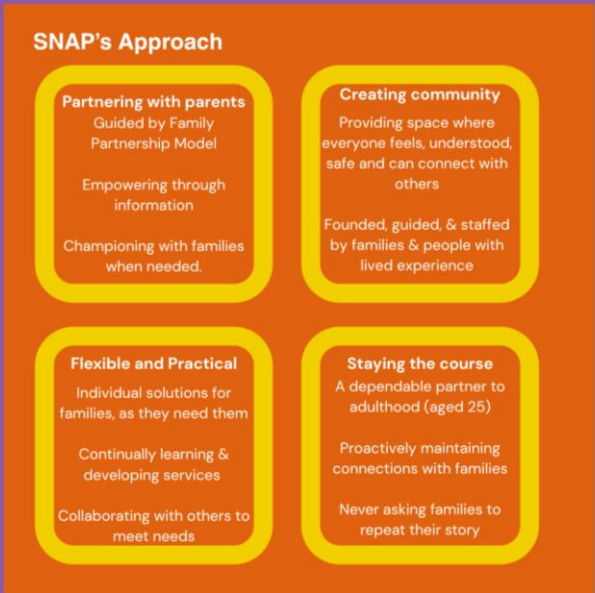 SNAP's Approach
Partnering with parents
Guided by Family
Partnership Model
Empowering through
information
Championing with families
when needed.
Creating community
Providing space where
everyone feels, understood,
safe and can connect with
others
Founded, guided, & staffed
by families & people with
lived experience
Flexible and Practical
Individual solutions for
families, as they need them
Continually learning &
developing services
Collaborating with others to
meet needs
Staying the course
A dependable partner to
adulthood (aged 25)
Proactively maintaining
connections with families
Never asking families to
repeat their story